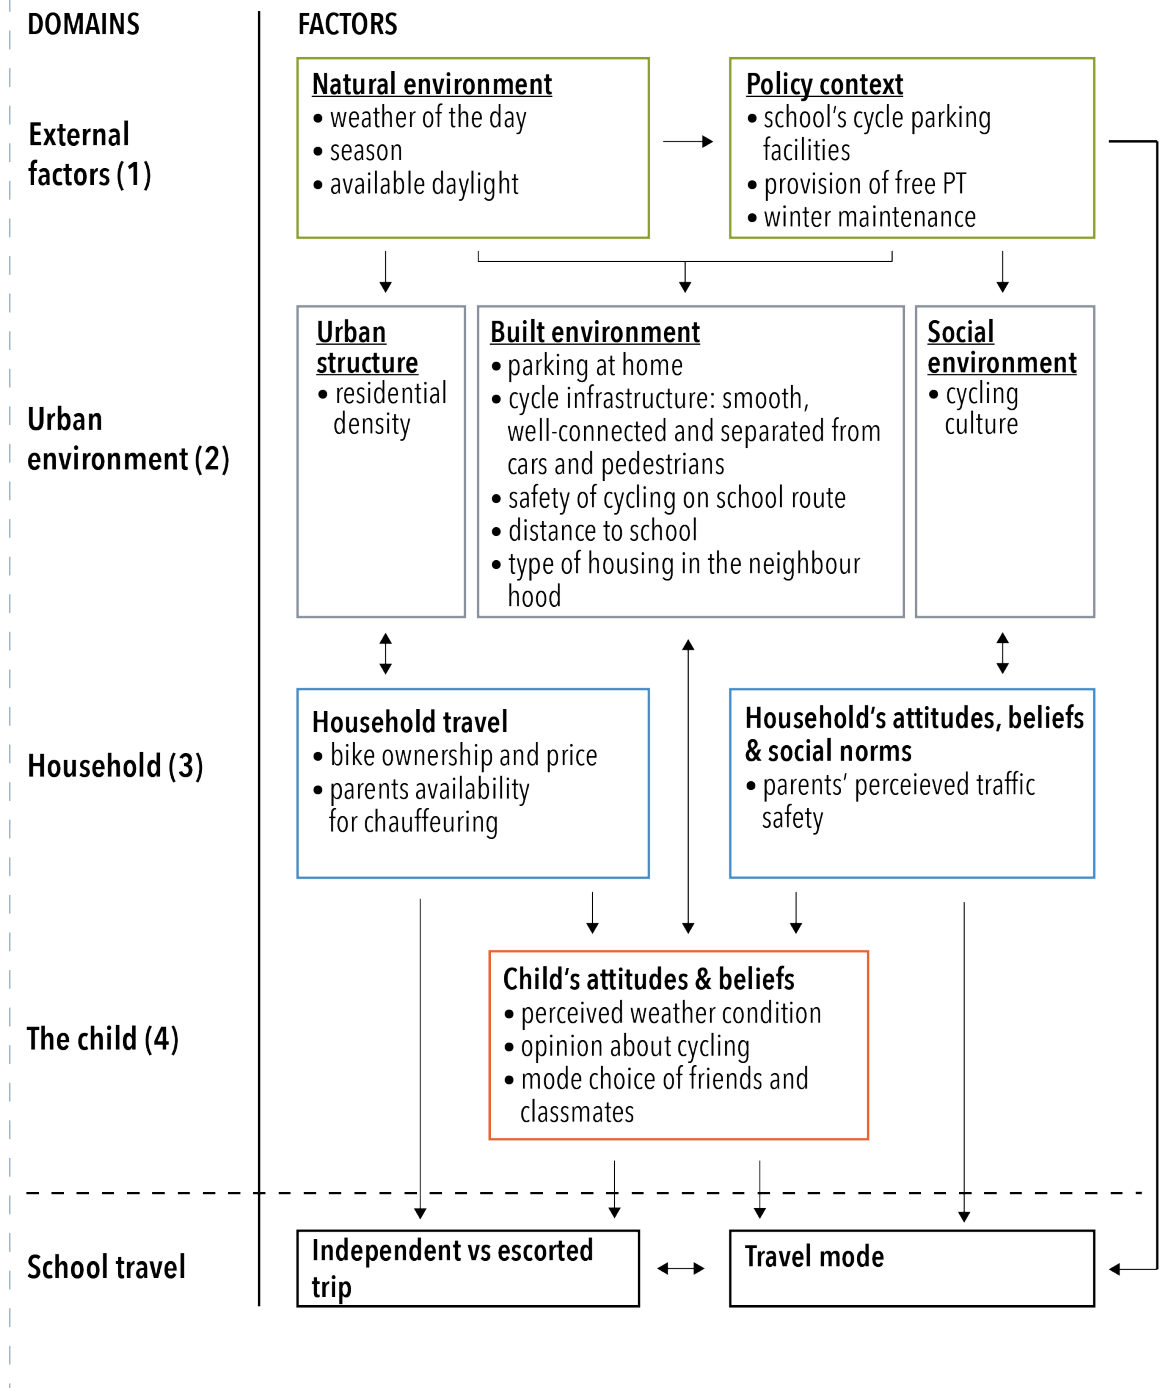 DOMAINS
FACTORS
External
factors (1)
Natural environment
• weather of the day
• season
• available daylight
Policy context
• school's cycle parking
facilities
• provision of free PT
• winter maintenance
Urban
environment (2)
Urban
structure
• residential
density
Built environment
• parking at home
• cycle infrastructure: smooth,
well-connected and separated from
cars and pedestrians
• safety of cycling on school route
• distance to school
• type of housing in the neighbour
hood
Social
environment
• cycling
culture
Household (3)
Household travel
• bike ownership and price
• parents availability
for chauffeuring
Household's attitudes, beliefs
& social norms
• parents' perceieved traffic
safety
The child (4)
Child's attitudes & beliefs
• perceived weather condition
• opinion about cycling
• mode choice of friends and
classmates
School travel
Independent vs escorted
trip
Travel mode